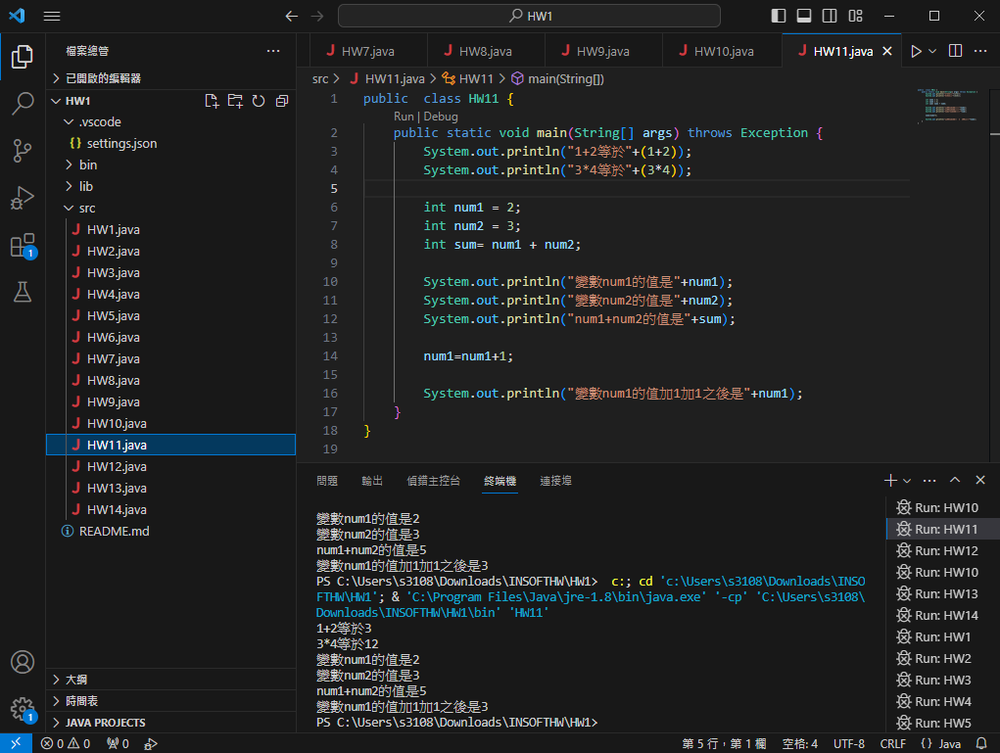 HW1
檔案總管
已開啟的編輯器
HW1
.vscode
{} settings.json
bin
lib
src
J HW1.java
J HW2.java
J HW3.java
J HW4.java
J HW5.java
J HW6.java
J HW7.java
J HW8.java
J HW9.java
J HW10.java
J HW11.java
J HW12.java
J HW13.java
J HW14.java
README.md
大綱
時間表
JAVA PROJECTS
1
1
J HW7.java J HW8.java J HW9.java J HW10.java J HW11.java
src > J HW11.java > HW11 > main(String[])
1 public  class HW11 {
Run | Debug
2 public static void main(String[] args) throws Exception {
3 System.out.println("1+2等於"+(1+2));
4 System.out.println("3*4等於"+(3*4));
5
6 int num1 = 2;
7 int num2 = 3;
8 int sum= num1 + num2;
9
10 System.out.println("變數num1的值是"+num1);
11 System.out.println("變數num2的值是"+num2);
12 System.out.println("num1+num2的值是"+sum);
13
14 num1=num1+1;
15
16 System.out.println("變數num1的值加1加1之後是"+num1);
17 }
18 }
19
問題 輸出 偵錯主控台 終端機 連接埠
變數num1的值是2
變數num2的值是3
num1+num2的值是5
變數num1的值加1加1之後是3
PS C:\Users\s3108\Downloads\INSOFTHW\HW1>  c:; cd 'c:\Users\s3108\Downloads\INSO
FTHW\HW1'; & 'C:\Program Files\Java\jre-1.8\bin\java.exe' '-cp' 'C:\Users\s3108\
Downloads\INSOFTHW\HW1\bin' 'HW11'
1+2等於3
3*4等於12
變數num1的值是2
變數num2的值是3
num1+num2的值是5
變數num1的值加1加1之後是3
PS C:\Users\s3108\Downloads\INSOFTHW\HW1>
Run: HW10
Run: HW11
Run: HW12
Run: HW10
Run: HW13
Run: HW14
Run: HW1
Run: HW2
Run: HW3
Run: HW4
Run: HW5
0 0 0 第 5 行，第 1 欄 空格: 4 UTF-8 CRLF {} Java